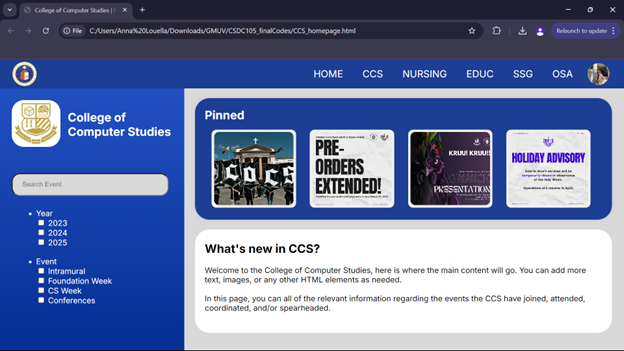 College of Computer Studies |
File
C:/Users/Anna%20Louella/Downloads/GMUV/CSDC105_finalCodes/CCS_homepage.html
Relaunch to update
HOME CCS NURSING EDUC SSG OSA
College of
Computer Studies
Search Event
Year
2023
2024
2025
Event
Intramural
Foundation Week
CS Week
Conferences
Pinned
COCS
PRE-
ORDERS
EXTENDED!
KRUU! KRUU!
PRESENTATION
HOLIDAY ADVISORY
What's new in CCS?
Welcome to the College of Computer Studies, here is where the main content will go. You can add more
text, images, or any other HTML elements as needed.
In this page, you can all of the relevant information regarding the events the CCS have joined, attended,
coordinated, and/or spearheaded.